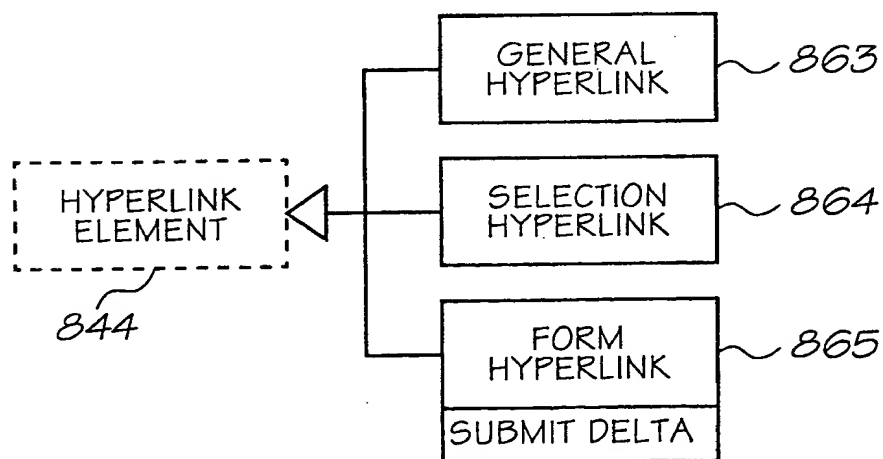 GENERAL
HYPERLINK
863
HYPERLINK
ELEMENT
844
SELECTION
HYPERLINK
864
FORM
HYPERLINK
865
SUBMIT DELTA